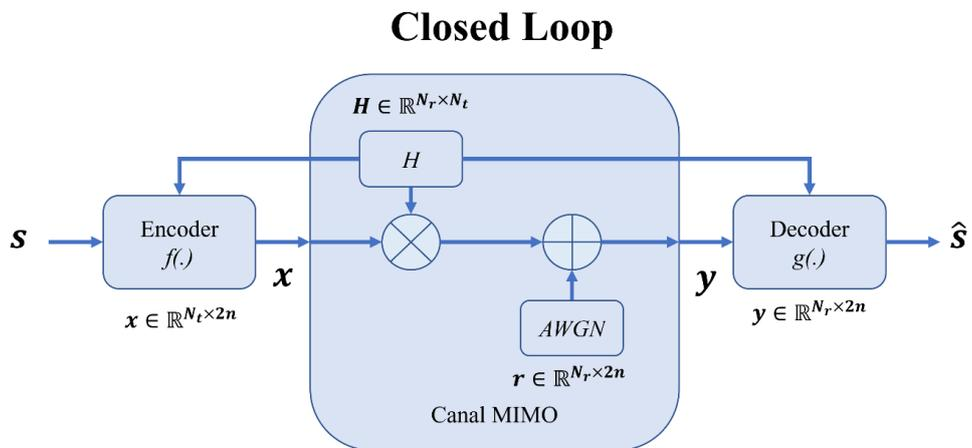 Closed Loop
H ∈ ℝ^{N_r×N_t}
H
s
Encoder
f(.)
x
x ∈ ℝ^{N_t×2n}
AWGN
r ∈ ℝ^{N_r×2n}
Canal MIMO
y
Decoder
g(.)
y ∈ ℝ^{N_r×2n}
ŝ